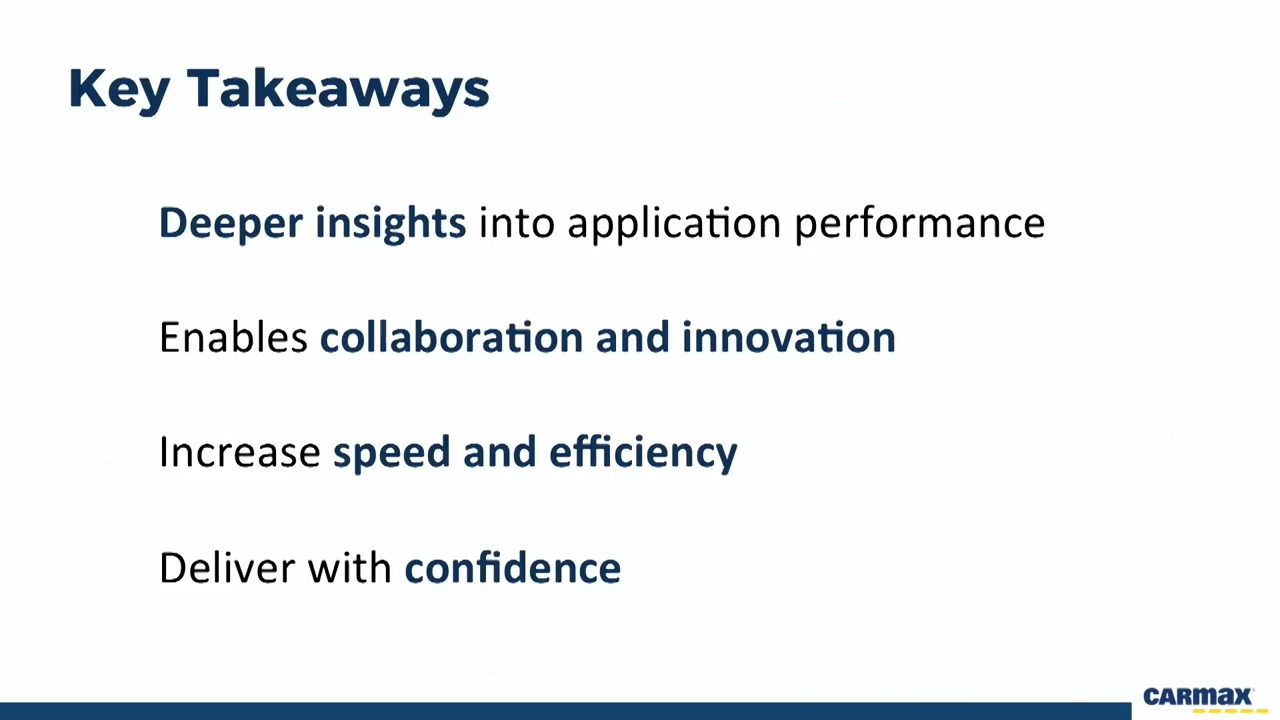 Key Takeaways
Deeper insights into application performance
Enables collaboration and innovation
Increase speed and efficiency
Deliver with confidence
CARMAX